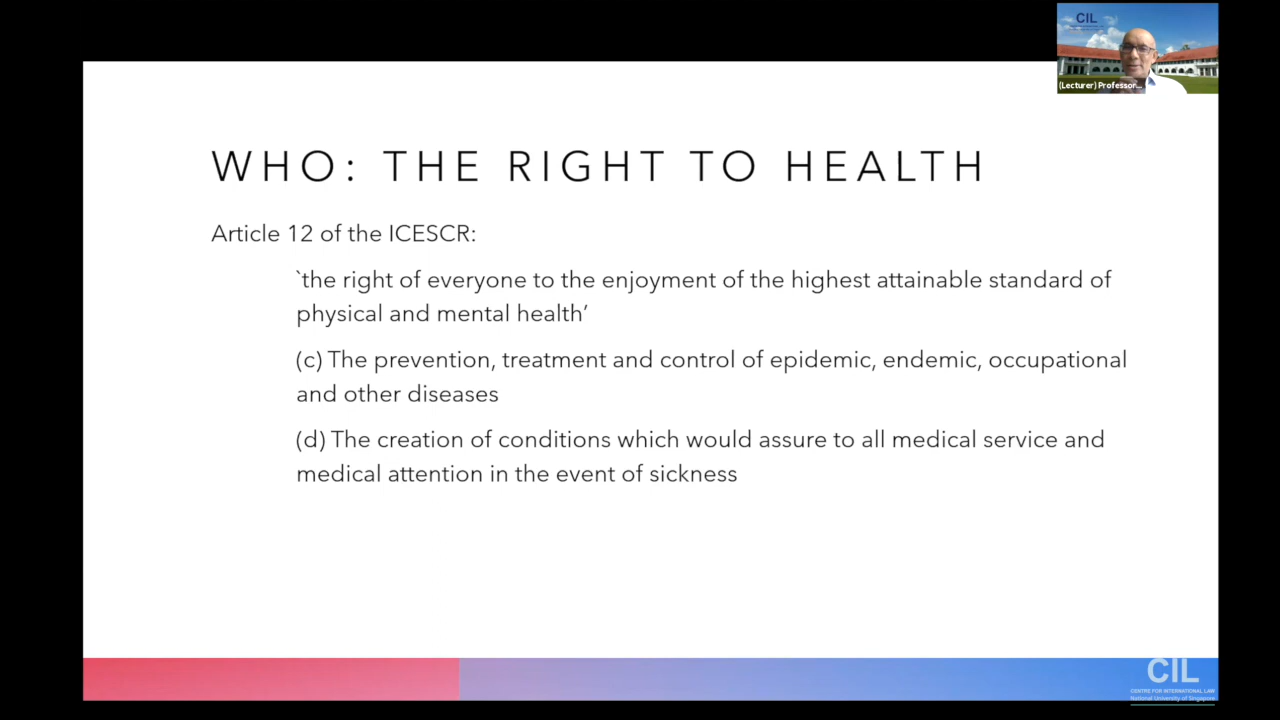 CIL
(Lecturer) Professor...
WHO: THE RIGHT TO HEALTH
Article 12 of the ICESCR:
`the right of everyone to the enjoyment of the highest attainable standard of
physical and mental health’
(c) The prevention, treatment and control of epidemic, endemic, occupational
and other diseases
(d) The creation of conditions which would assure to all medical service and
medical attention in the event of sickness
CIL
CENTRE FOR INTERNATIONAL LAW
National University of Singapore